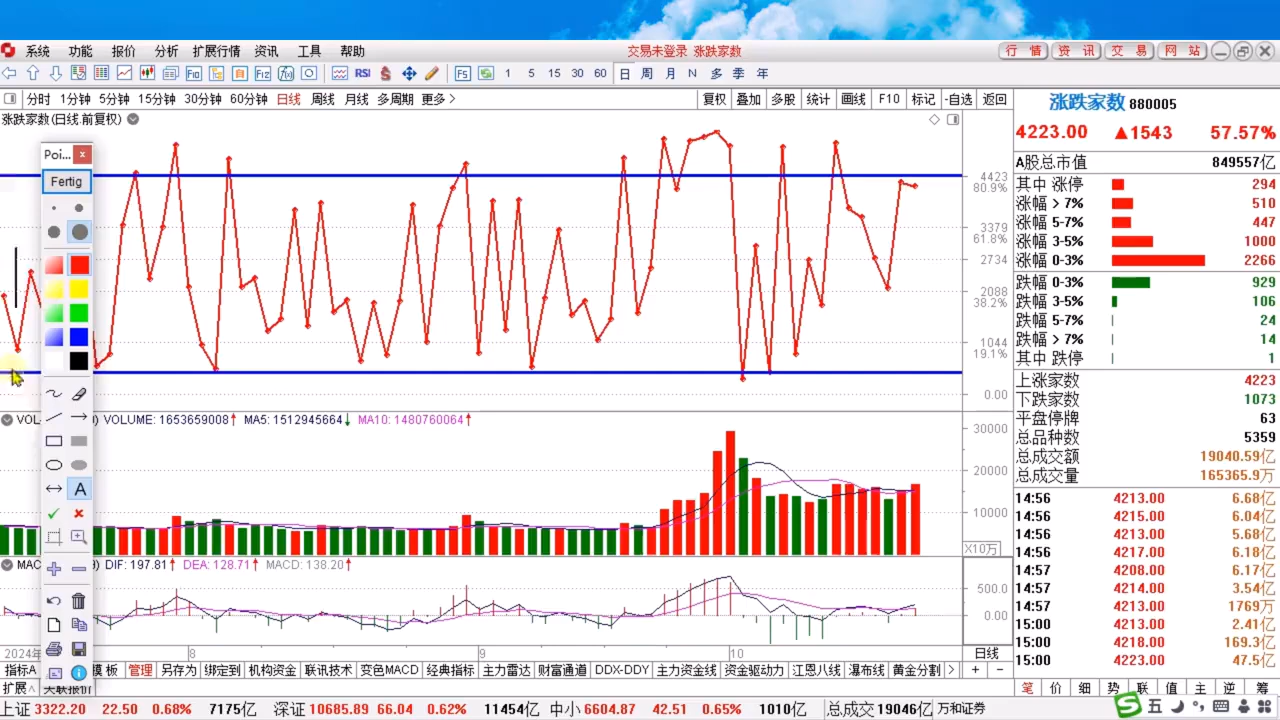 系统 功能 报价 分析 扩展行情 资讯 工具 帮助 交易未登录 涨跌家数 行情 资讯 交易 网站
RSI F5 1 5 15 30 60 日 周 月 N 多 季 年
分时 1分钟 5分钟 15分钟 30分钟 60分钟 日线 周线 月线 多周期 更多 复权 叠加 多股 统计 画线 F10 标记 -自选 返回
涨跌家数(日线.前复权)
涨跌家数 880005
4223.00 ▲1543 57.57%
A股总市值 849557亿
其中 涨停 294
涨幅 > 7% 510
涨幅 5-7% 447
涨幅 3-5% 1000
涨幅 0-3% 2266
跌幅 0-3% 929
跌幅 3-5% 106
跌幅 5-7% 24
跌幅 > 7% 14
其中 跌停 1
上涨家数 4223
下跌家数 1073
平盘停牌 63
总品种数 5359
总成交额 19040.59亿
总成交量 165365.9万
14:56 4213.00 6.68亿
14:56 4215.00 6.04亿
14:56 4213.00 5.68亿
14:56 4217.00 6.18亿
14:57 4208.00 6.17亿
14:57 4214.00 3.54亿
14:57 4213.00 1769万
15:00 4213.00 2.41亿
15:00 4218.00 169.3亿
15:00 4223.00 47.5亿
笔 价 细 势 联 值 主 逆 筹
Poi...
Fertig
A
4423
80.9%
3379
61.8%
2734
2088
38.2%
1044
19.1%
0.00
VOL- VOLUME: 1653659008↑ MA5: 1512945664↓ MA10: 1480760064↑
30000
20000
10000
X10万
MAC DIF: 197.81↑ DEA: 128.71↑ MACD: 138.20↑
500.0
0.00
2024年 8 9 10 日线
指标A 模板 管理 另存为 绑定到 机构资金 联讯技术 变色MACD 经典指标 主力雷达 财富通道 DDX-DDY 主力资金线 资金驱动力 江恩八线 瀑布线 黄金分割 + −
扩展∧ 关联报价
上证 3322.20 22.50 0.68% 7175亿 深证 10685.89 66.04 0.62% 11454亿 中小 6604.87 42.51 0.65% 1010亿 总成交 19046亿 万和证券
S 五